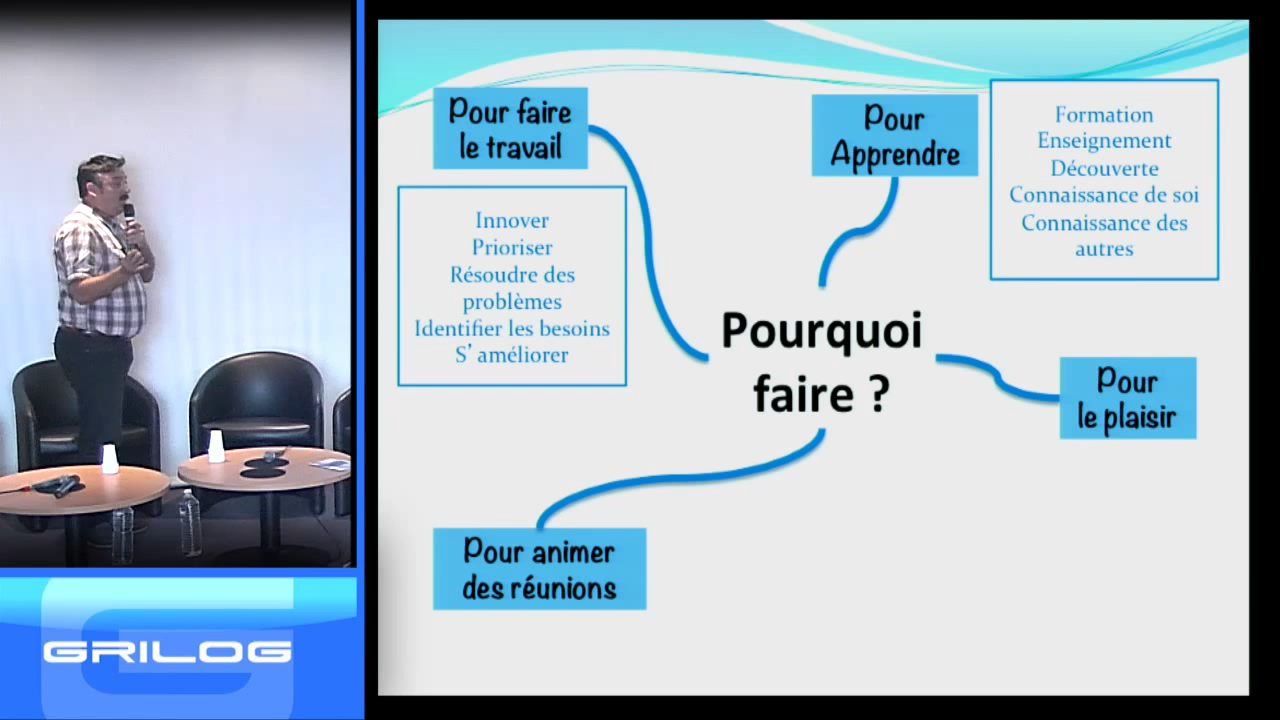 Pour faire
le travail
Innover
Prioriser
Résoudre des
problèmes
Identifier les besoins
S’ améliorer
Pour
Apprendre
Formation
Enseignement
Découverte
Connaissance de soi
Connaissance des
autres
Pourquoi
faire ?
Pour
le plaisir
Pour animer
des réunions
GRILOG